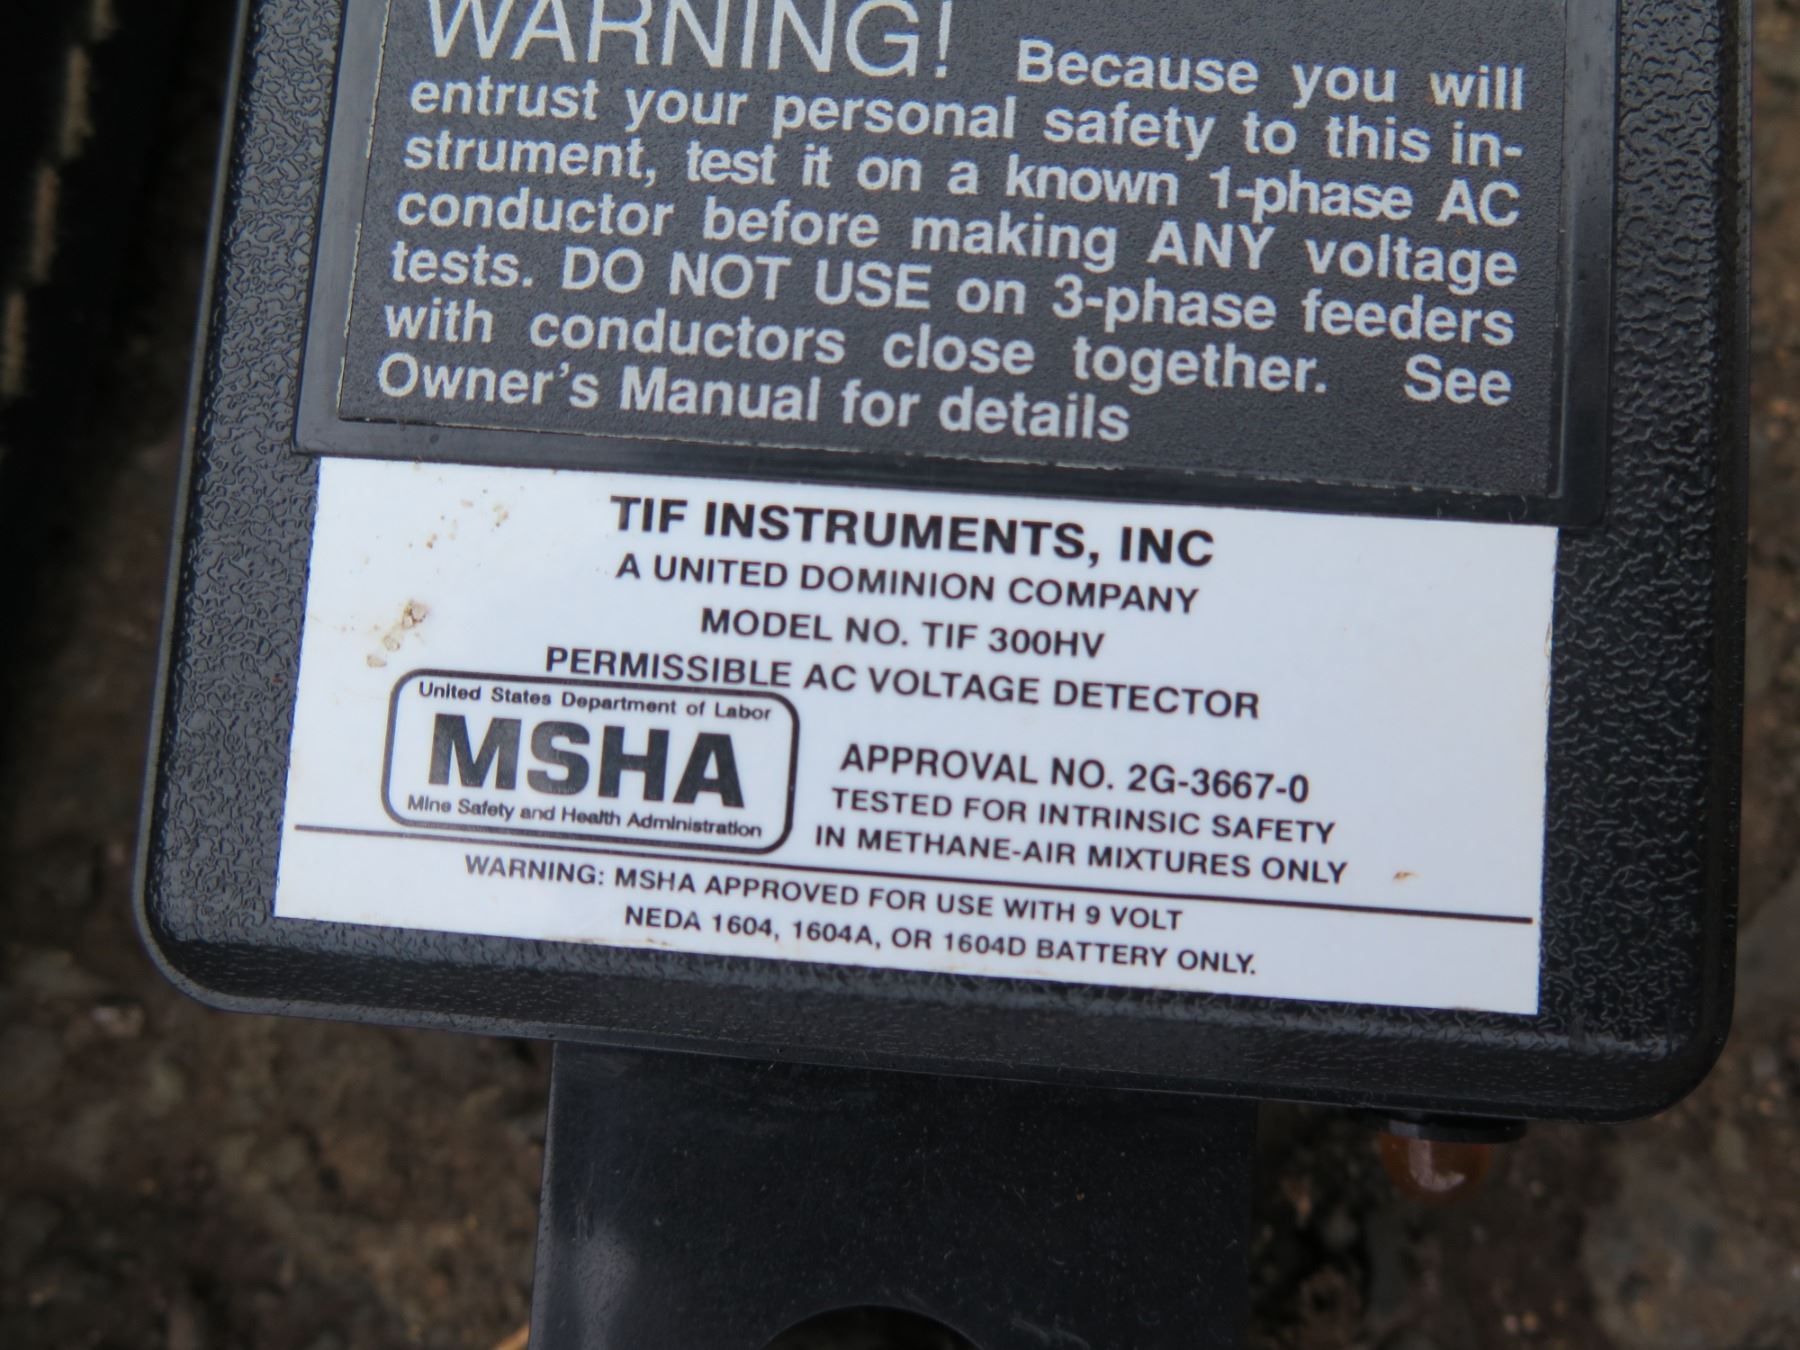 WARNING! Because you will
entrust your personal safety to this in-
strument, test it on a known 1-phase AC
conductor before making ANY voltage
tests. DO NOT USE on 3-phase feeders
with conductors close together. See
Owner's Manual for details
TIF INSTRUMENTS, INC
A UNITED DOMINION COMPANY
MODEL NO. TIF 300HV
PERMISSIBLE AC VOLTAGE DETECTOR
United States Department of Labor
MSHA
Mine Safety and Health Administration
APPROVAL NO. 2G-3667-0
TESTED FOR INTRINSIC SAFETY
IN METHANE-AIR MIXTURES ONLY
WARNING: MSHA APPROVED FOR USE WITH 9 VOLT
NEDA 1604, 1604A, OR 1604D BATTERY ONLY.